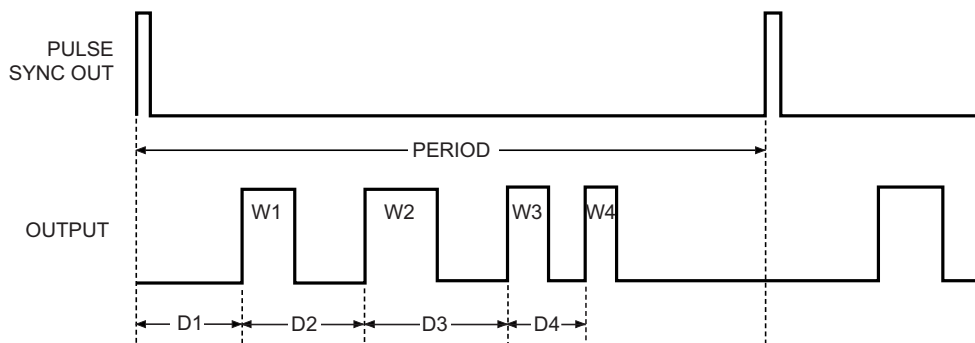 PULSE
SYNC OUT
PERIOD
OUTPUT
W1
W2
W3
W4
D1
D2
D3
D4